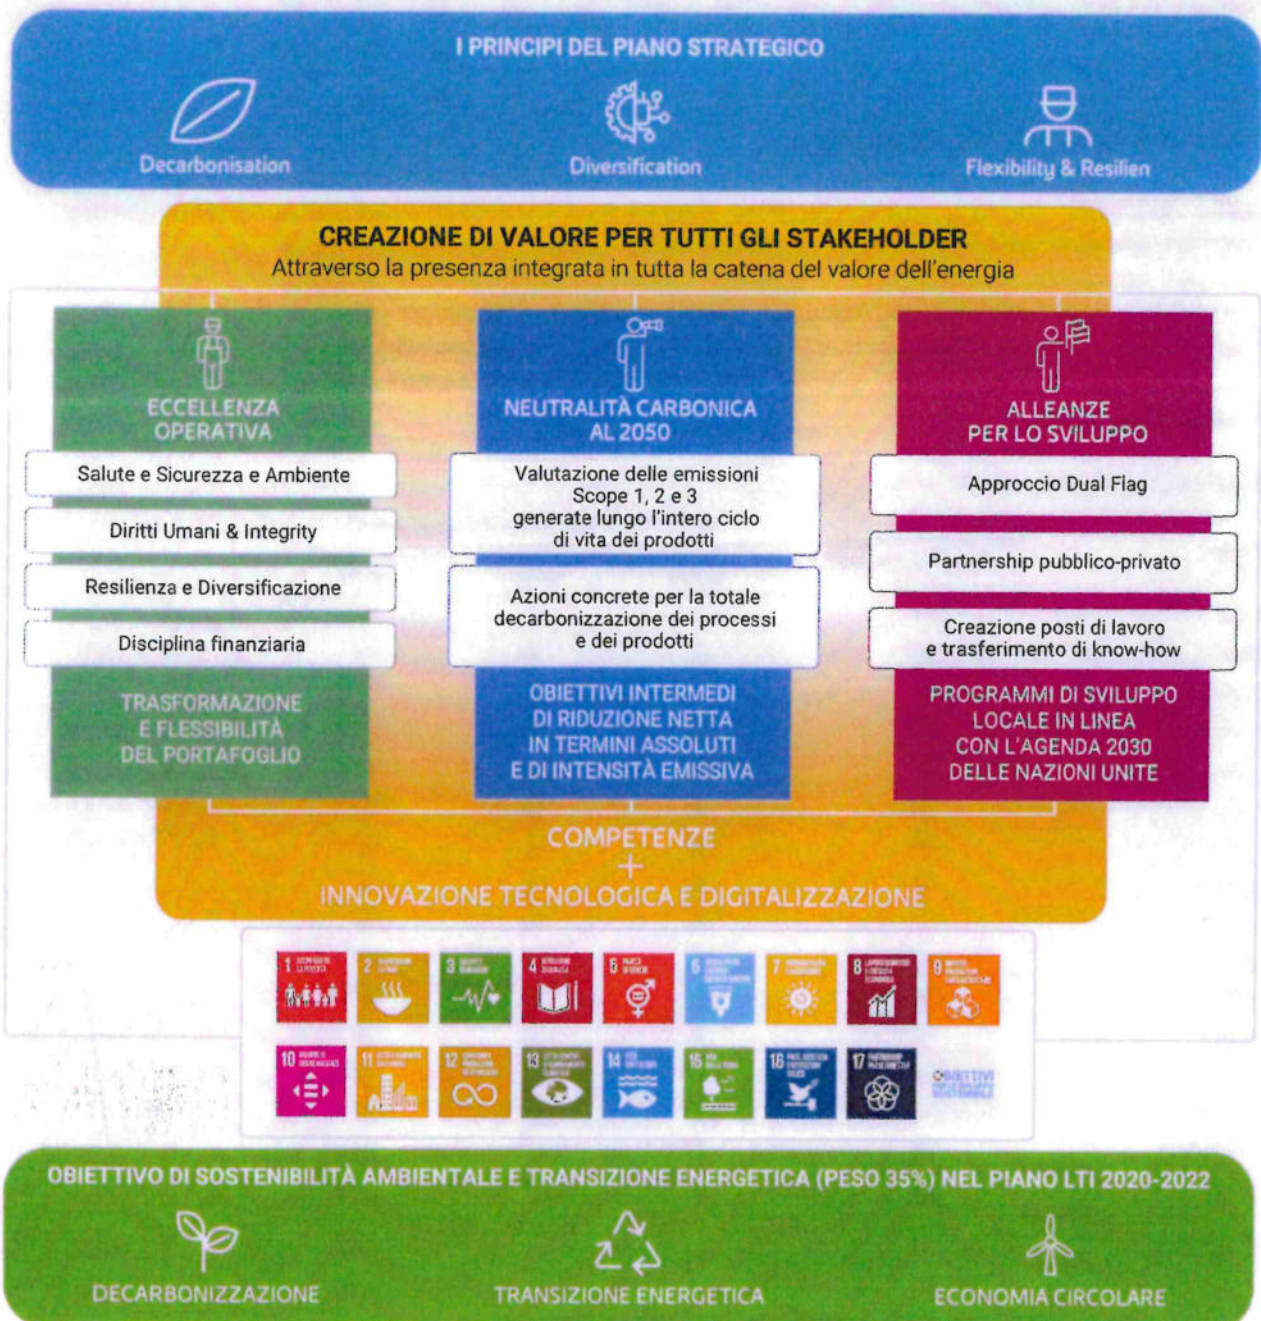 I PRINCIPI DEL PIANO STRATEGICO
Decarbonisation
Diversification
Flexibility & Resilien
CREAZIONE DI VALORE PER TUTTI GLI STAKEHOLDER
Attraverso la presenza integrata in tutta la catena del valore dell'energia
ECCELLENZA
OPERATIVA
Salute e Sicurezza e Ambiente
Diritti Umani & Integrity
Resilienza e Diversificazione
Disciplina finanziaria
TRASFORMAZIONE
E FLESSIBILITÀ
DEL PORTAFOGLIO
NEUTRALITÀ CARBONICA
AL 2050
Valutazione delle emissioni
Scope 1, 2 e 3
generate lungo l'intero ciclo
di vita dei prodotti
Azioni concrete per la totale
decarbonizzazione dei processi
e dei prodotti
OBIETTIVI INTERMEDI
DI RIDUZIONE NETTA
IN TERMINI ASSOLUTI
E DI INTENSITÀ EMISSIVA
ALLEANZE
PER LO SVILUPPO
Approccio Dual Flag
Partnership pubblico-privato
Creazione posti di lavoro
e trasferimento di know-how
PROGRAMMI DI SVILUPPO
LOCALE IN LINEA
CON L'AGENDA 2030
DELLE NAZIONI UNITE
COMPETENZE
+
INNOVAZIONE TECNOLOGICA E DIGITALIZZAZIONE
1
2
3
4
5
6
7
8
9
10
11
12
13
14
15
16
17
OBIETTIVI
OBIETTIVO DI SOSTENIBILITÀ AMBIENTALE E TRANSIZIONE ENERGETICA (PESO 35%) NEL PIANO LTI 2020-2022
DECARBONIZZAZIONE
TRANSIZIONE ENERGETICA
ECONOMIA CIRCOLARE